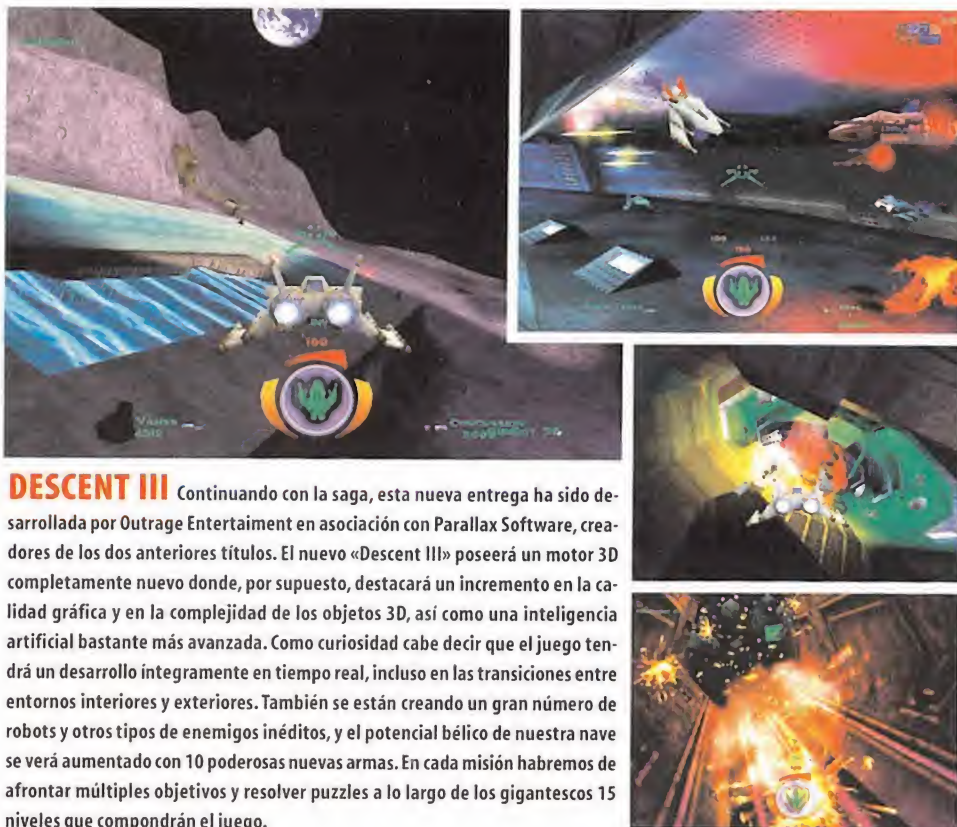 100
DESCENT III Continuando con la saga, esta nueva entrega ha sido de-
sarrollada por Outrage Entertaiment en asociación con Parallax Software, crea-
dores de los dos anteriores títulos. El nuevo «Descent III» poseerá un motor 3D
completamente nuevo donde, por supuesto, destacará un incremento en la ca-
lidad gráfica y en la complejidad de los objetos 3D, así como una inteligencia
artificial bastante más avanzada. Como curiosidad cabe decir que el juego ten-
drá un desarrollo íntegramente en tiempo real, incluso en las transiciones entre
entornos interiores y exteriores. También se están creando un gran número de
robots y otros tipos de enemigos inéditos, y el potencial bélico de nuestra nave
se verá aumentado con 10 poderosas nuevas armas. En cada misión habremos de
afrontar múltiples objetivos y resolver puzzles a lo largo de los gigantescos 15
niveles que compondrán el juego.